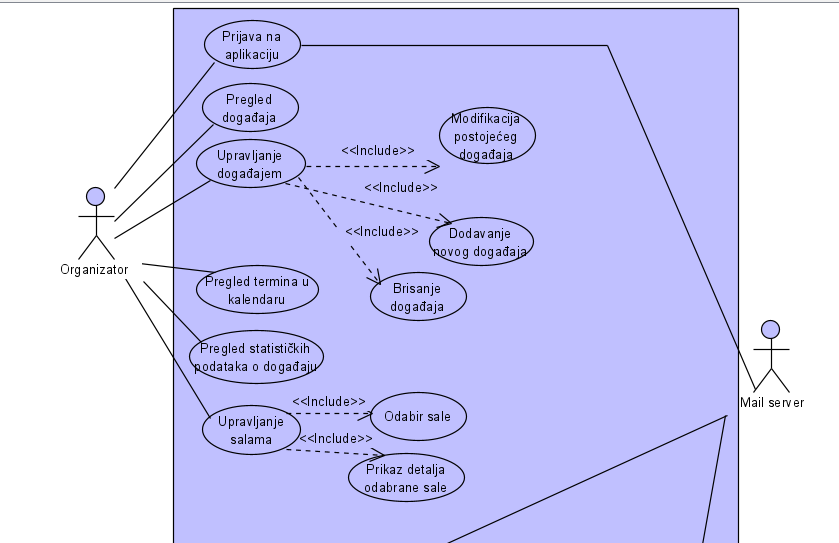 Prijava na
aplikaciju
Pregled
događaja
Upravljanje
događajem
<<Include>>
Modifikacija
postojećeg
događaja
<<Include>>
Dodavanje
novog događaja
<<Include>>
Brisanje
događaja
Organizator
Pregled termina u
kalendaru
Pregled statističkih
podataka o događaju
Mail server
Upravljanje
salama
<<Include>>
Odabir sale
<<Include>>
Prikaz detalja
odabrane sale